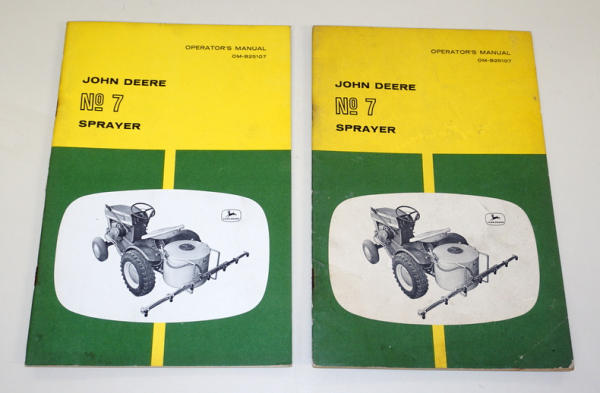 OPERATOR'S MANUAL
OM-B25107
JOHN DEERE
Nº 7
SPRAYER
OPERATOR'S MANUAL
OM-B25107
JOHN DEERE
Nº 7
SPRAYER